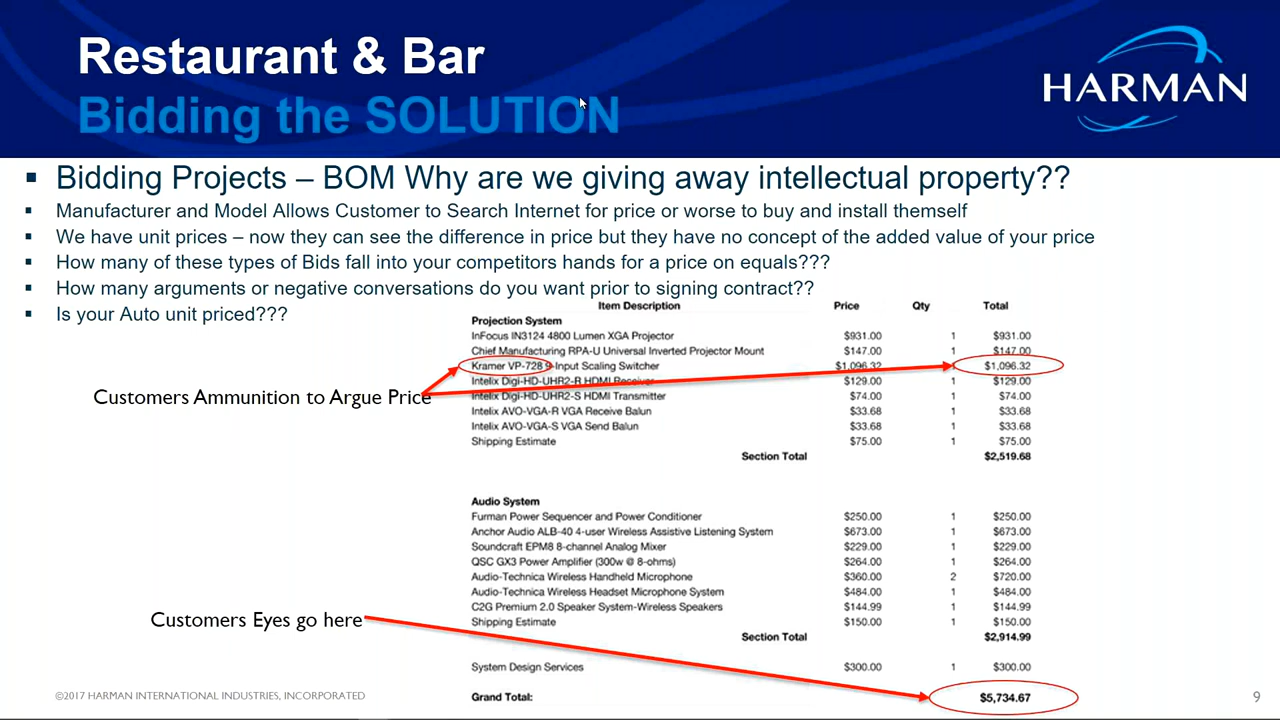 Restaurant & Bar
Bidding the SOLUTION
HARMAN
▪ Bidding Projects – BOM Why are we giving away intellectual property??
▪ Manufacturer and Model Allows Customer to Search Internet for price or worse to buy and install themself
▪ We have unit prices – now they can see the difference in price but they have no concept of the added value of your price
▪ How many of these types of Bids fall into your competitors hands for a price on equals???
▪ How many arguments or negative conversations do you want prior to signing contract??
▪ Is your Auto unit priced???
Item Description Price Qty Total
Projection System
InFocus IN3124 4800 Lumen XGA Projector $931.00 1 $931.00
Chief Manufacturing RPA-U Universal Inverted Projector Mount $147.00 1 $147.00
Kramer VP-728 9-Input Scaling Switcher $1,096.32 1 $1,096.32
Intelix Digi-HD-UHR2-R HDMI Receiver $129.00 1 $129.00
Customers Ammunition to Argue Price
Intelix Digi-HD-UHR2-S HDMI Transmitter $74.00 1 $74.00
Intelix AVO-VGA-R VGA Receive Balun $33.68 1 $33.68
Intelix AVO-VGA-S VGA Send Balun $33.68 1 $33.68
Shipping Estimate $75.00 1 $75.00
Section Total $2,519.68
Audio System
Furman Power Sequencer and Power Conditioner $250.00 1 $250.00
Anchor Audio ALB-40 4-user Wireless Assistive Listening System $673.00 1 $673.00
Soundcraft EPM8 8-channel Analog Mixer $229.00 1 $229.00
QSC GX3 Power Amplifier (300w @ 8-ohms) $264.00 1 $264.00
Audio-Technica Wireless Handheld Microphone $360.00 2 $720.00
Audio-Technica Wireless Headset Microphone System $484.00 1 $484.00
C2G Premium 2.0 Speaker System-Wireless Speakers $144.99 1 $144.99
Customers Eyes go here
Shipping Estimate $150.00 1 $150.00
Section Total $2,914.99
System Design Services $300.00 1 $300.00
Grand Total: $5,734.67
©2017 HARMAN INTERNATIONAL INDUSTRIES, INCORPORATED
9